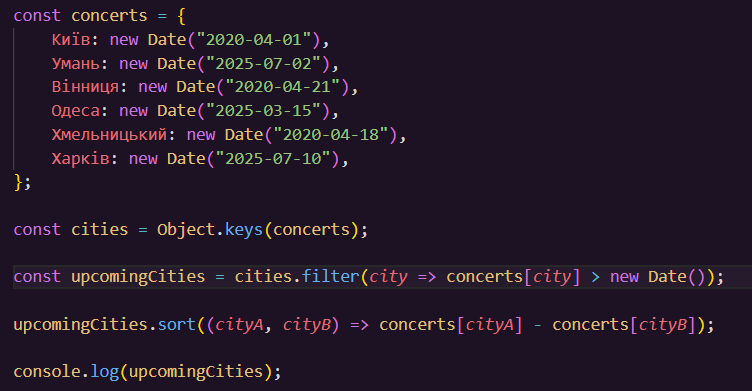 const concerts = {
Київ: new Date("2020-04-01"),
Умань: new Date("2025-07-02"),
Вінниця: new Date("2020-04-21"),
Одеса: new Date("2025-03-15"),
Хмельницький: new Date("2020-04-18"),
Харків: new Date("2025-07-10"),
};
const cities = Object.keys(concerts);
const upcomingCities = cities.filter(city => concerts[city] > new Date());
upcomingCities.sort((cityA, cityB) => concerts[cityA] - concerts[cityB]);
console.log(upcomingCities);